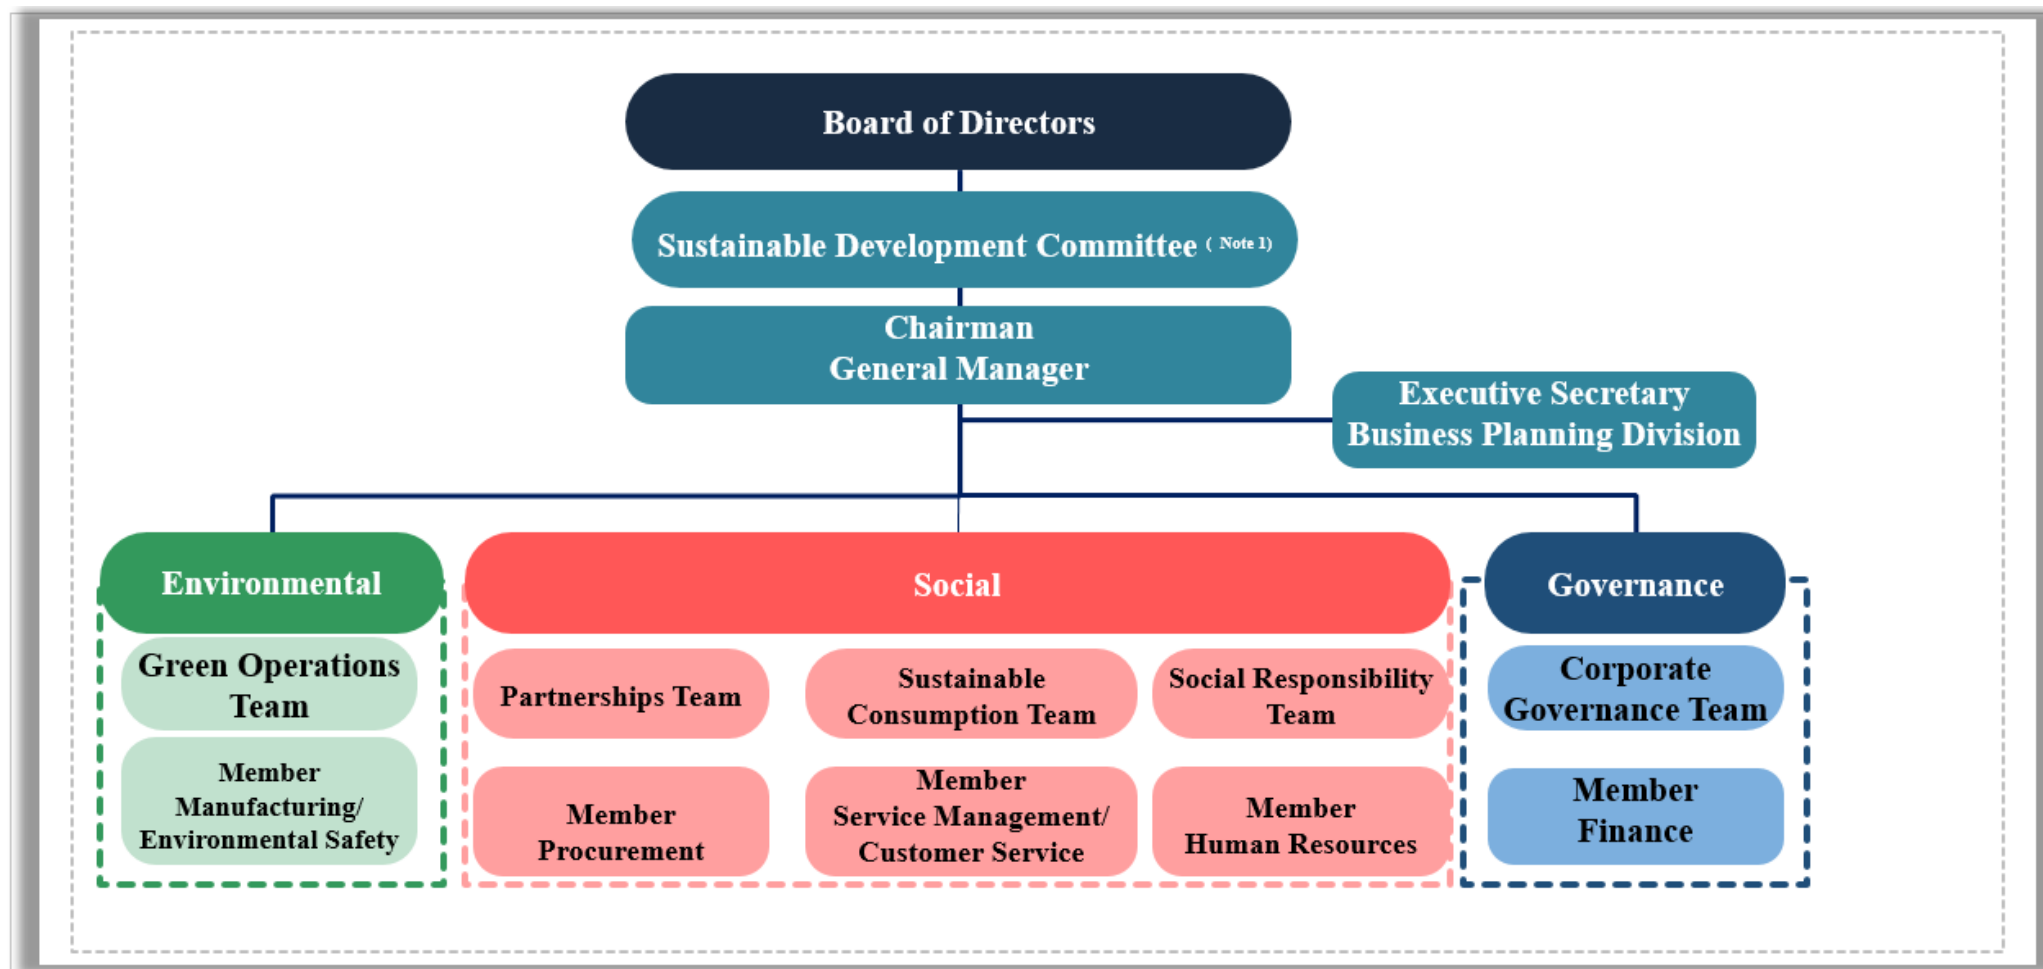 Board of Directors
Sustainable Development Committee ( Note 1)
Chairman
General Manager
Executive Secretary
Business Planning Division
Environmental
Green Operations
Team
Member
Manufacturing/
Environmental Safety
Social
Partnerships Team
Member
Procurement
Sustainable
Consumption Team
Member
Service Management/
Customer Service
Social Responsibility
Team
Member
Human Resources
Governance
Corporate
Governance Team
Member
Finance